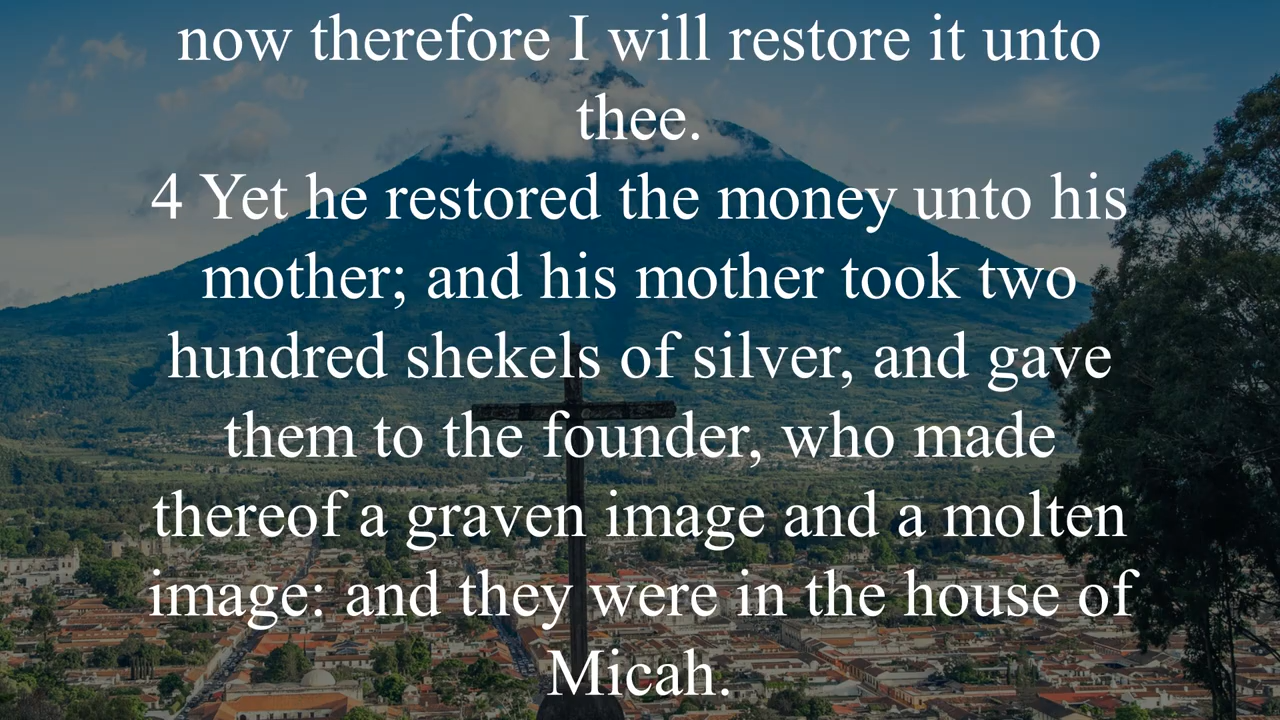 now therefore I will restore it unto
thee.
4 Yet he restored the money unto his
mother; and his mother took two
hundred shekels of silver, and gave
them to the founder, who made
thereof a graven image and a molten
image: and they were in the house of
Micah.